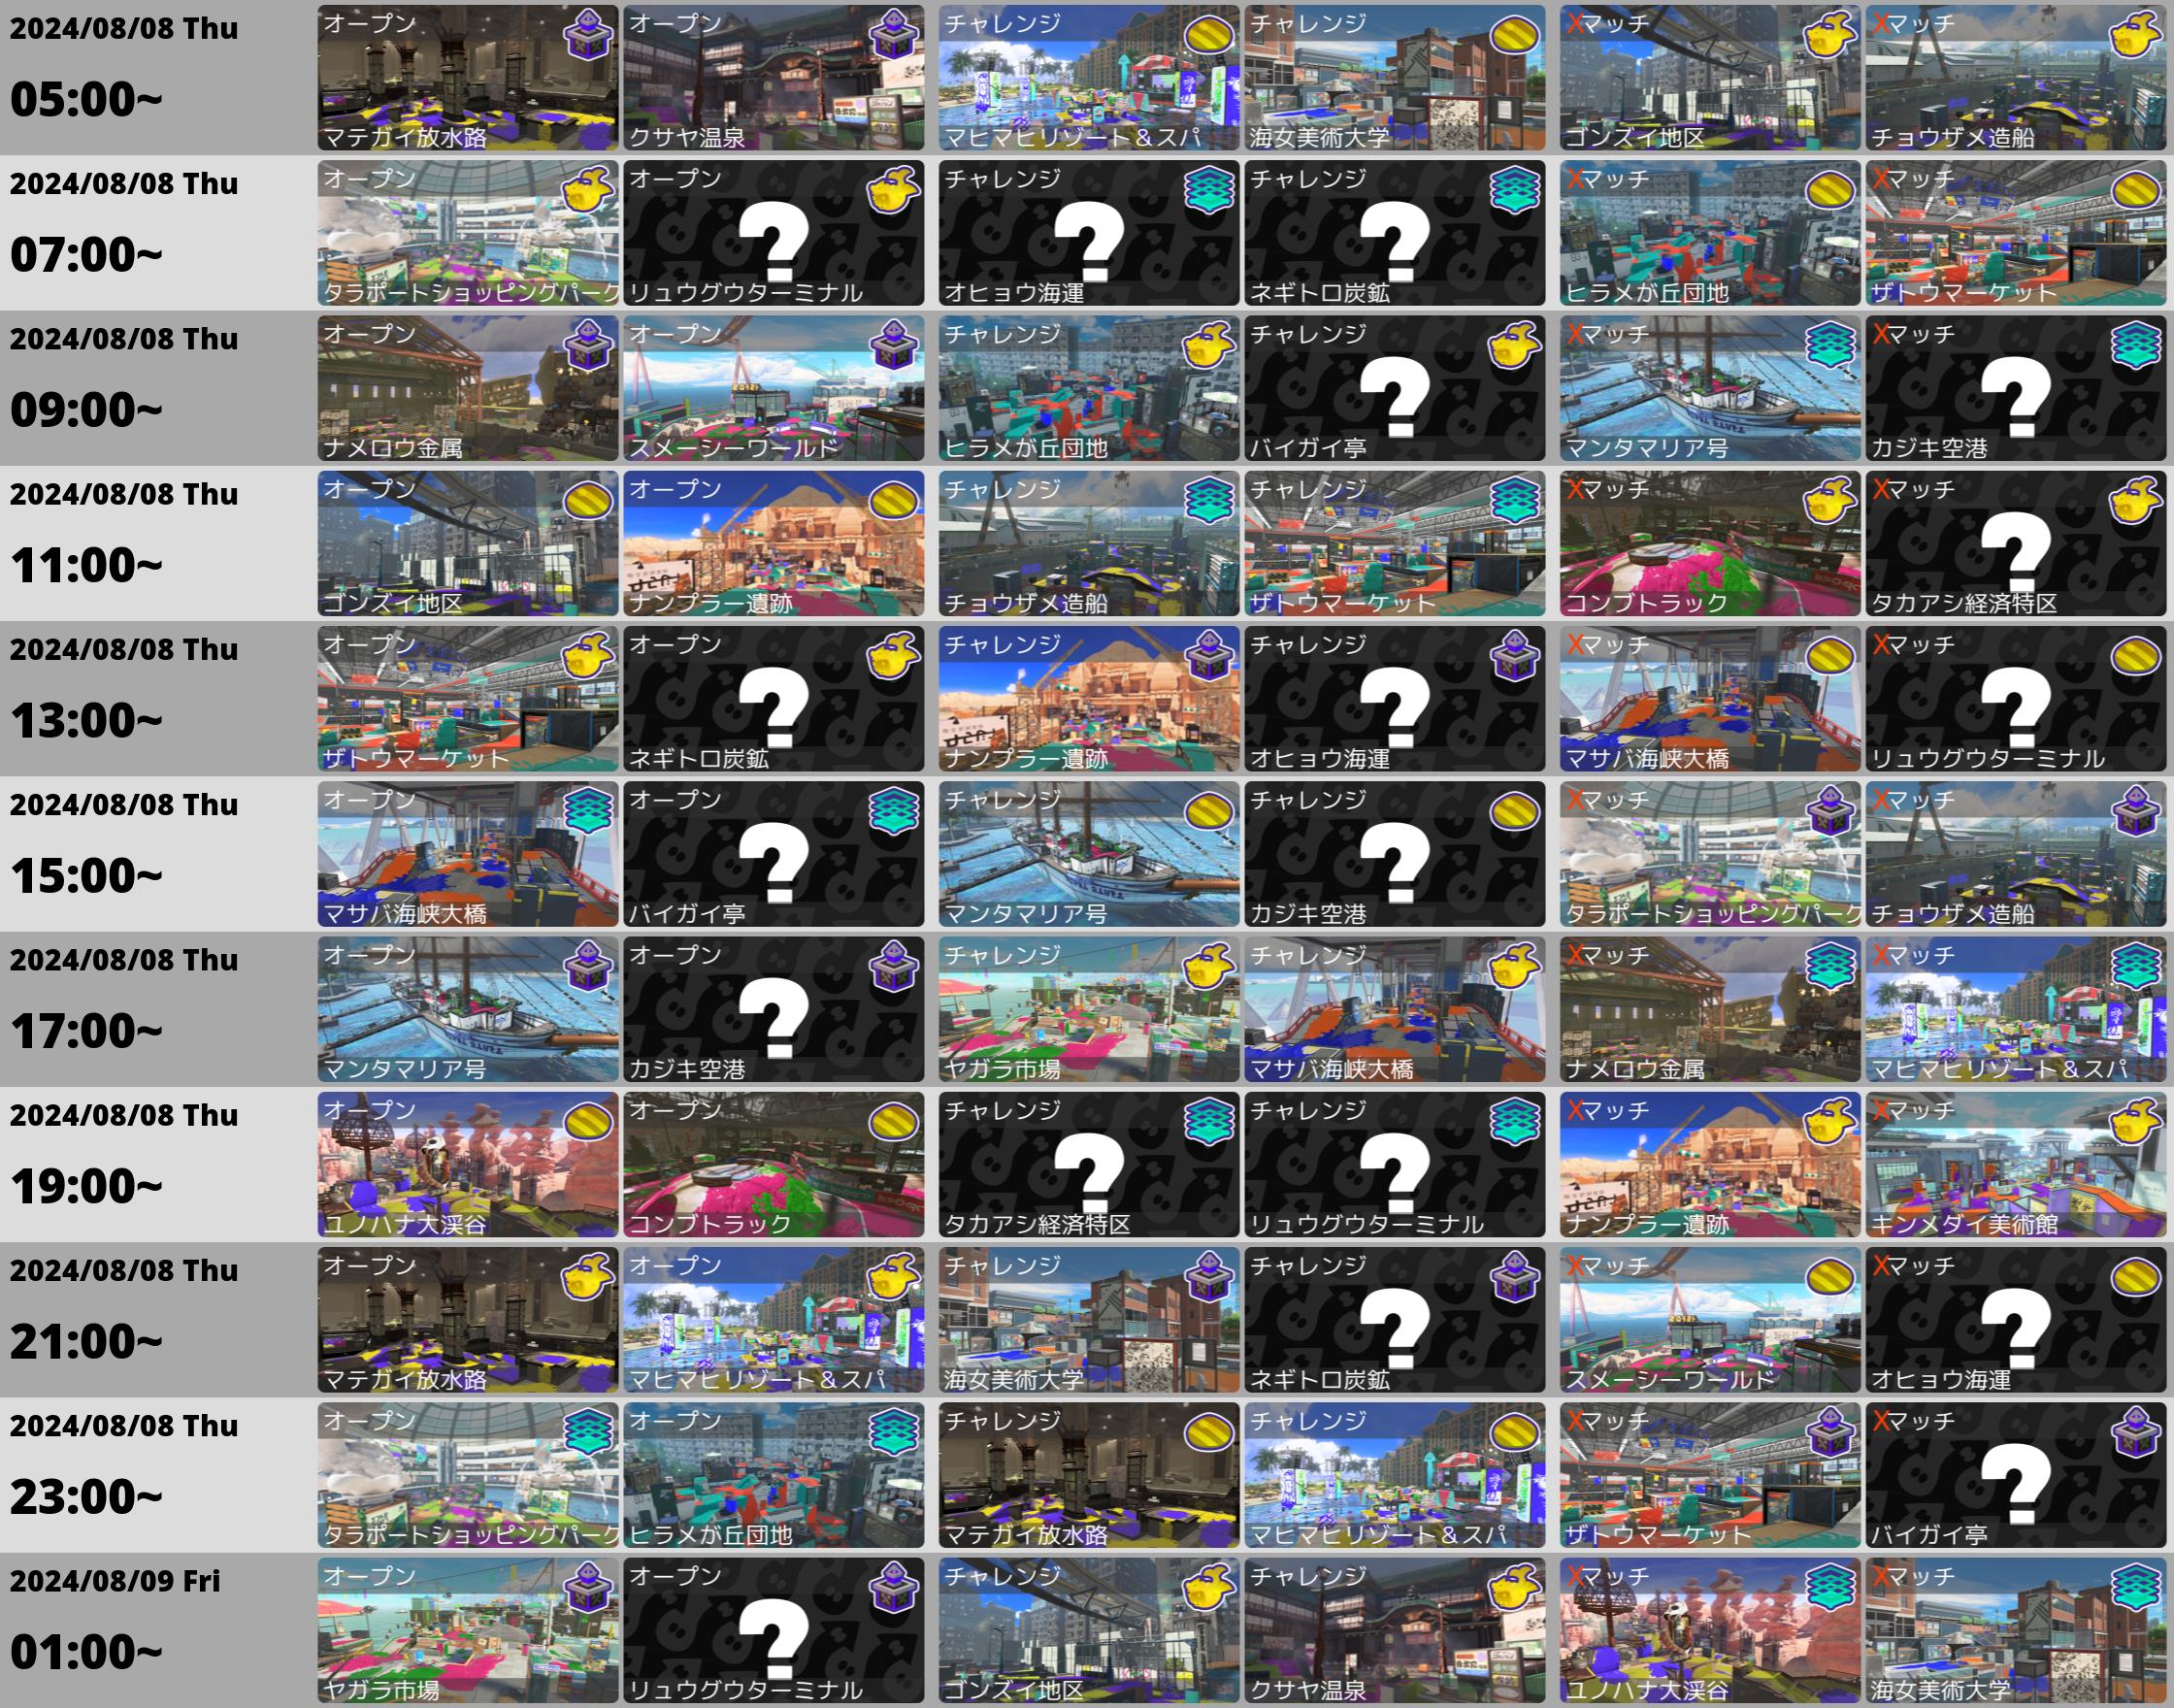 2024/08/08 Thu
05:00~
オープン
マテガイ放水路
オープン
クサヤ温泉
チャレンジ
マヒマヒリゾート＆スパ
チャレンジ
海女美術大学
Xマッチ
ゴンズイ地区
Xマッチ
チョウザメ造船
2024/08/08 Thu
07:00~
オープン
タラポートショッピングパーク
オープン
?
リュウグウターミナル
チャレンジ
?
オヒョウ海運
チャレンジ
?
ネギトロ炭鉱
Xマッチ
ヒラメが丘団地
Xマッチ
ザトウマーケット
2024/08/08 Thu
09:00~
オープン
ナメロウ金属
オープン
スメーシーワールド
チャレンジ
ヒラメが丘団地
チャレンジ
?
バイガイ亭
Xマッチ
マンタマリア号
Xマッチ
?
カジキ空港
2024/08/08 Thu
11:00~
オープン
ゴンズイ地区
オープン
ナンプラー遺跡
チャレンジ
チョウザメ造船
チャレンジ
ザトウマーケット
Xマッチ
コンブトラック
Xマッチ
?
タカアシ経済特区
2024/08/08 Thu
13:00~
オープン
ザトウマーケット
オープン
?
ネギトロ炭鉱
チャレンジ
ナンプラー遺跡
チャレンジ
?
オヒョウ海運
Xマッチ
マサバ海峡大橋
Xマッチ
?
リュウグウターミナル
2024/08/08 Thu
15:00~
オープン
マサバ海峡大橋
オープン
?
バイガイ亭
チャレンジ
マンタマリア号
チャレンジ
?
カジキ空港
Xマッチ
タラポートショッピングパーク
Xマッチ
チョウザメ造船
2024/08/08 Thu
17:00~
オープン
マンタマリア号
オープン
?
カジキ空港
チャレンジ
ヤガラ市場
チャレンジ
マサバ海峡大橋
Xマッチ
ナメロウ金属
Xマッチ
マヒマヒリゾート＆スパ
2024/08/08 Thu
19:00~
オープン
ユノハナ大渓谷
オープン
コンブトラック
チャレンジ
?
タカアシ経済特区
チャレンジ
?
リュウグウターミナル
Xマッチ
ナンプラー遺跡
Xマッチ
キンメダイ美術館
2024/08/08 Thu
21:00~
オープン
マテガイ放水路
オープン
マヒマヒリゾート＆スパ
チャレンジ
海女美術大学
チャレンジ
?
ネギトロ炭鉱
Xマッチ
スメーシーワールド
Xマッチ
?
オヒョウ海運
2024/08/08 Thu
23:00~
オープン
タラポートショッピングパーク
オープン
ヒラメが丘団地
チャレンジ
マテガイ放水路
チャレンジ
マヒマヒリゾート＆スパ
Xマッチ
ザトウマーケット
Xマッチ
?
バイガイ亭
2024/08/09 Fri
01:00~
オープン
ヤガラ市場
オープン
?
リュウグウターミナル
チャレンジ
ゴンズイ地区
チャレンジ
クサヤ温泉
Xマッチ
ユノハナ大渓谷
Xマッチ
海女美術大学